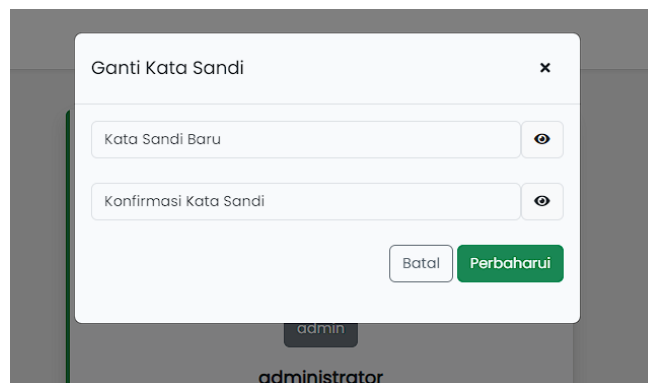 Ganti Kata Sandi
Kata Sandi Baru
Konfirmasi Kata Sandi
Batal Perbaharui
admin
administrator